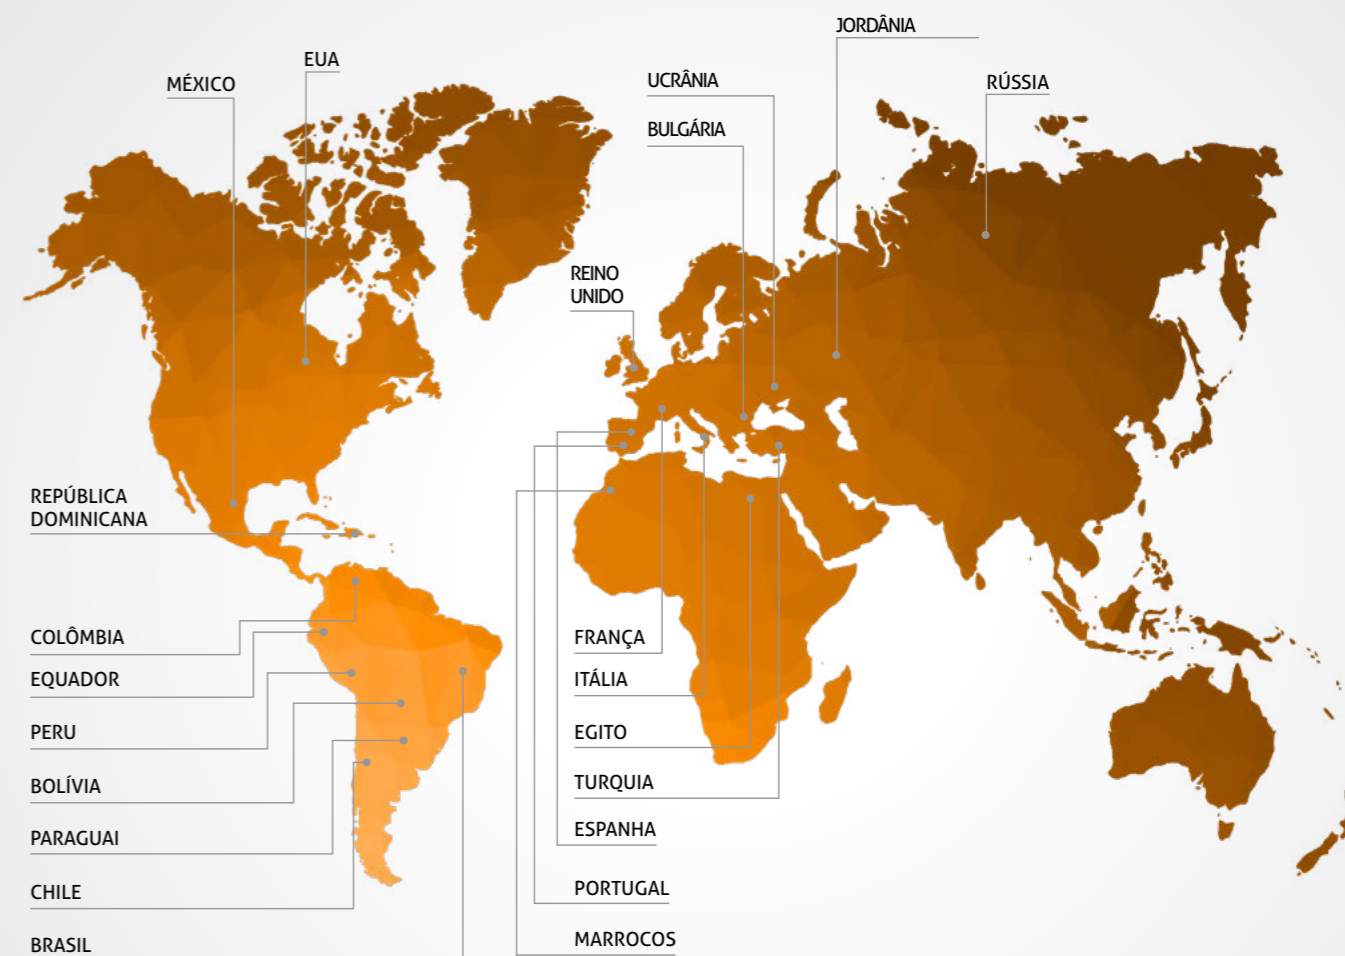 JORDÂNIA
EUA
MÉXICO
UCRÂNIA
RÚSSIA
BULGÁRIA
REINO
UNIDO
REPÚBLICA
DOMINICANA
COLÔMBIA
EQUADOR
PERU
BOLÍVIA
PARAGUAI
CHILE
BRASIL
FRANÇA
ITÁLIA
EGITO
TURQUIA
ESPANHA
PORTUGAL
MARROCOS